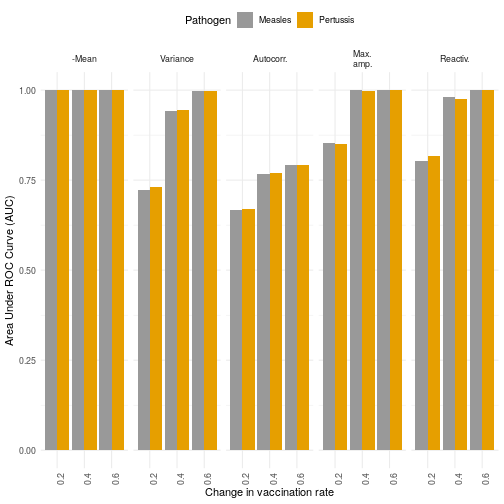 Pathogen Measles Pertussis
-Mean Variance Autocorr. Max. amp. Reactiv.
Area Under ROC Curve (AUC)
1.00
0.75
0.50
0.25
0.00
0.2 0.4 0.6 0.2 0.4 0.6 0.2 0.4 0.6 0.2 0.4 0.6 0.2 0.4 0.6
Change in vaccination rate